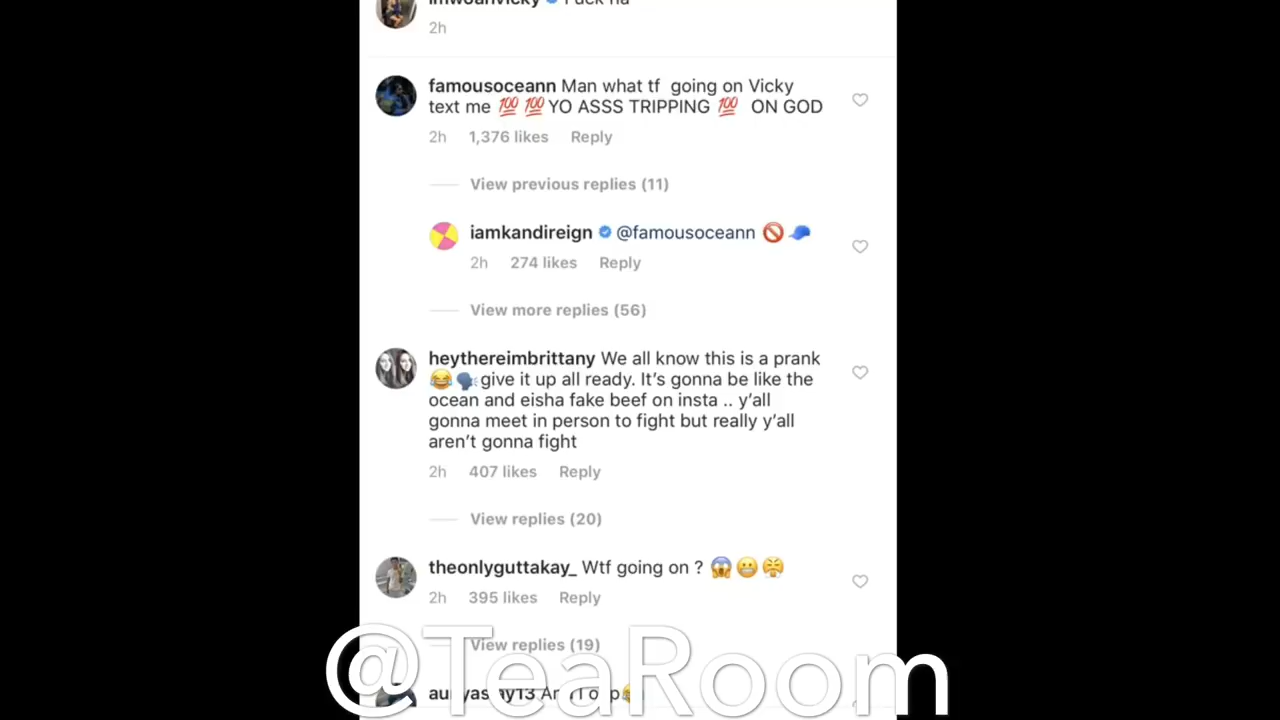 imwoahvicky Fuck ha
2h
famousoceann Man what tf going on Vicky
text me 💯💯YO ASSS TRIPPING 💯 ON GOD
2h 1,376 likes Reply
View previous replies (11)
iamkandireign @famousoceann 🚫🧢
2h 274 likes Reply
View more replies (56)
heythereimbrittany We all know this is a prank
😂🗣give it up all ready. It’s gonna be like the
ocean and eisha fake beef on insta .. y’all
gonna meet in person to fight but really y’all
aren’t gonna fight
2h 407 likes Reply
View replies (20)
theonlyguttakay_ Wtf going on ? 😱😬😤
2h 395 likes Reply
View replies (19)
@TeaRoom